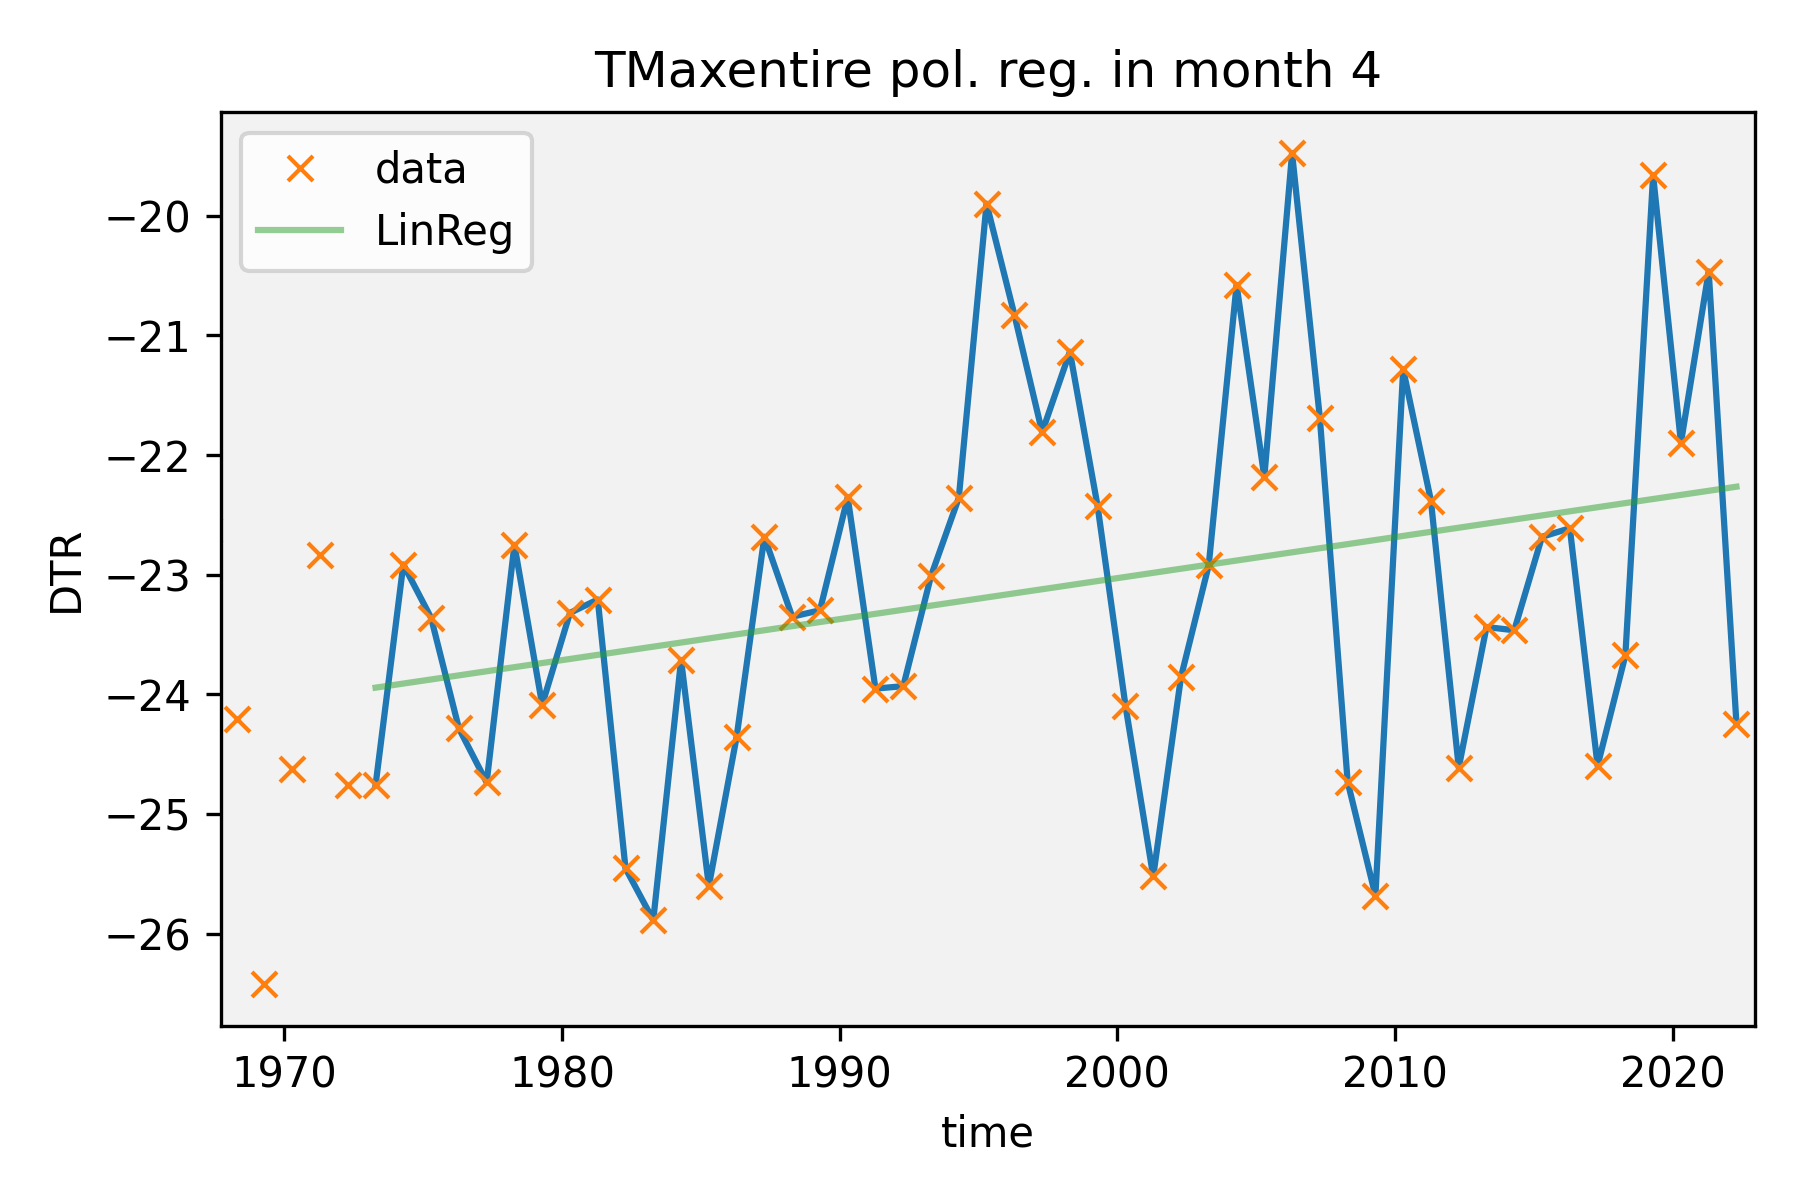 TMaxentire pol. reg. in month 4
data
LinReg
DTR
−20
−21
−22
−23
−24
−25
−26
1970 1980 1990 2000 2010 2020
time